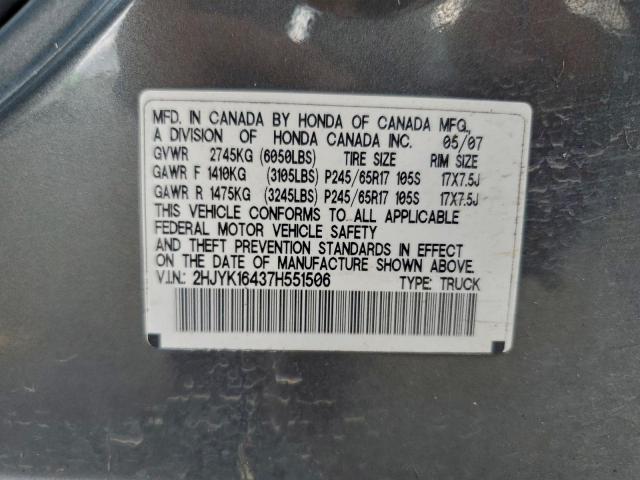 MFD. IN CANADA BY HONDA OF CANADA MFG.,
A DIVISION OF HONDA CANADA INC. 05/07
GVWR 2745KG (6050LBS) TIRE SIZE RIM SIZE
GAWR F 1410KG (3105LBS) P245/65R17 105S 17X7.5J
GAWR R 1475KG (3245LBS) P245/65R17 105S 17X7.5J
THIS VEHICLE CONFORMS TO ALL APPLICABLE
FEDERAL MOTOR VEHICLE SAFETY
AND THEFT PREVENTION STANDARDS IN EFFECT
ON THE DATE OF MANUFACTURE SHOWN ABOVE.
V.I.N.: 2HJYK16437H551506 TYPE: TRUCK